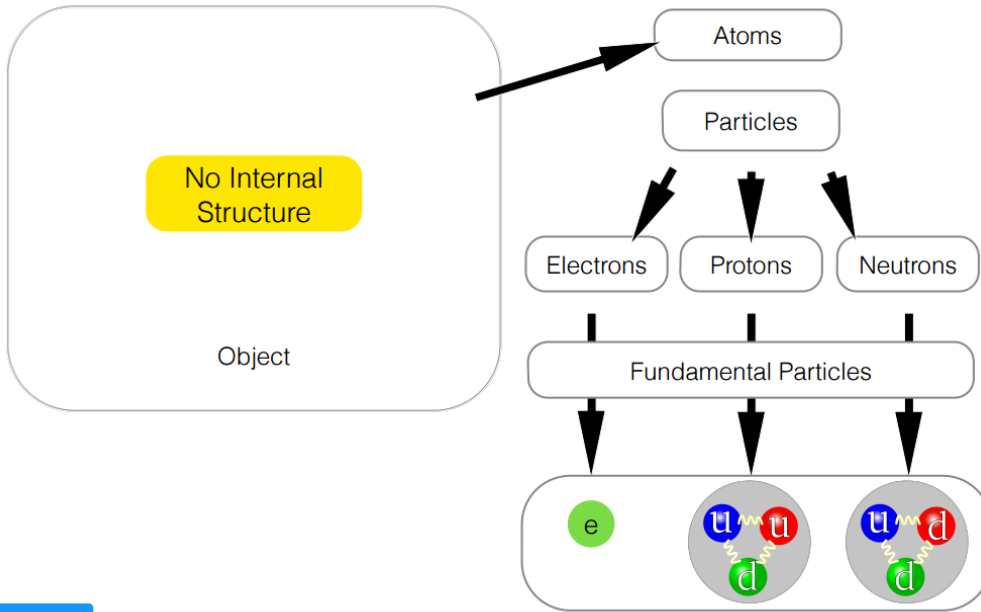 Atoms
Particles
No Internal
Structure
Object
Electrons
Protons
Neutrons
Fundamental Particles
e
u
u
d
u
d
d